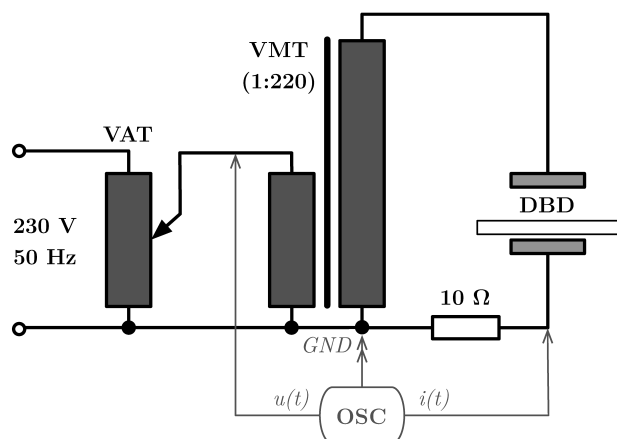 VMT
(1:220)
VAT
230 V
50 Hz
DBD
10 Ω
GND
u(t)
OSC
i(t)